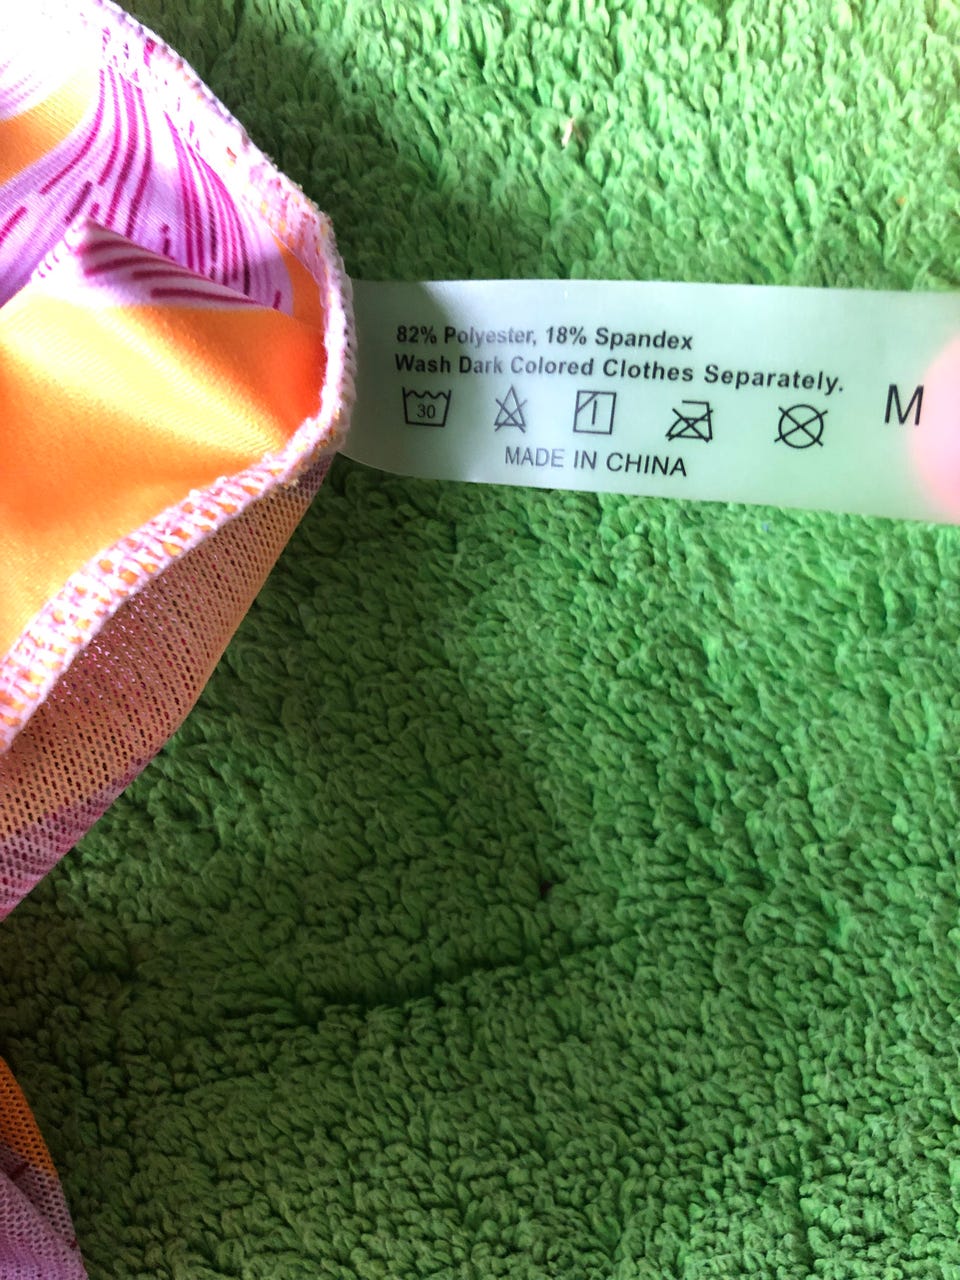 82% Polyester, 18% Spandex
Wash Dark Colored Clothes Separately.
30
M
MADE IN CHINA